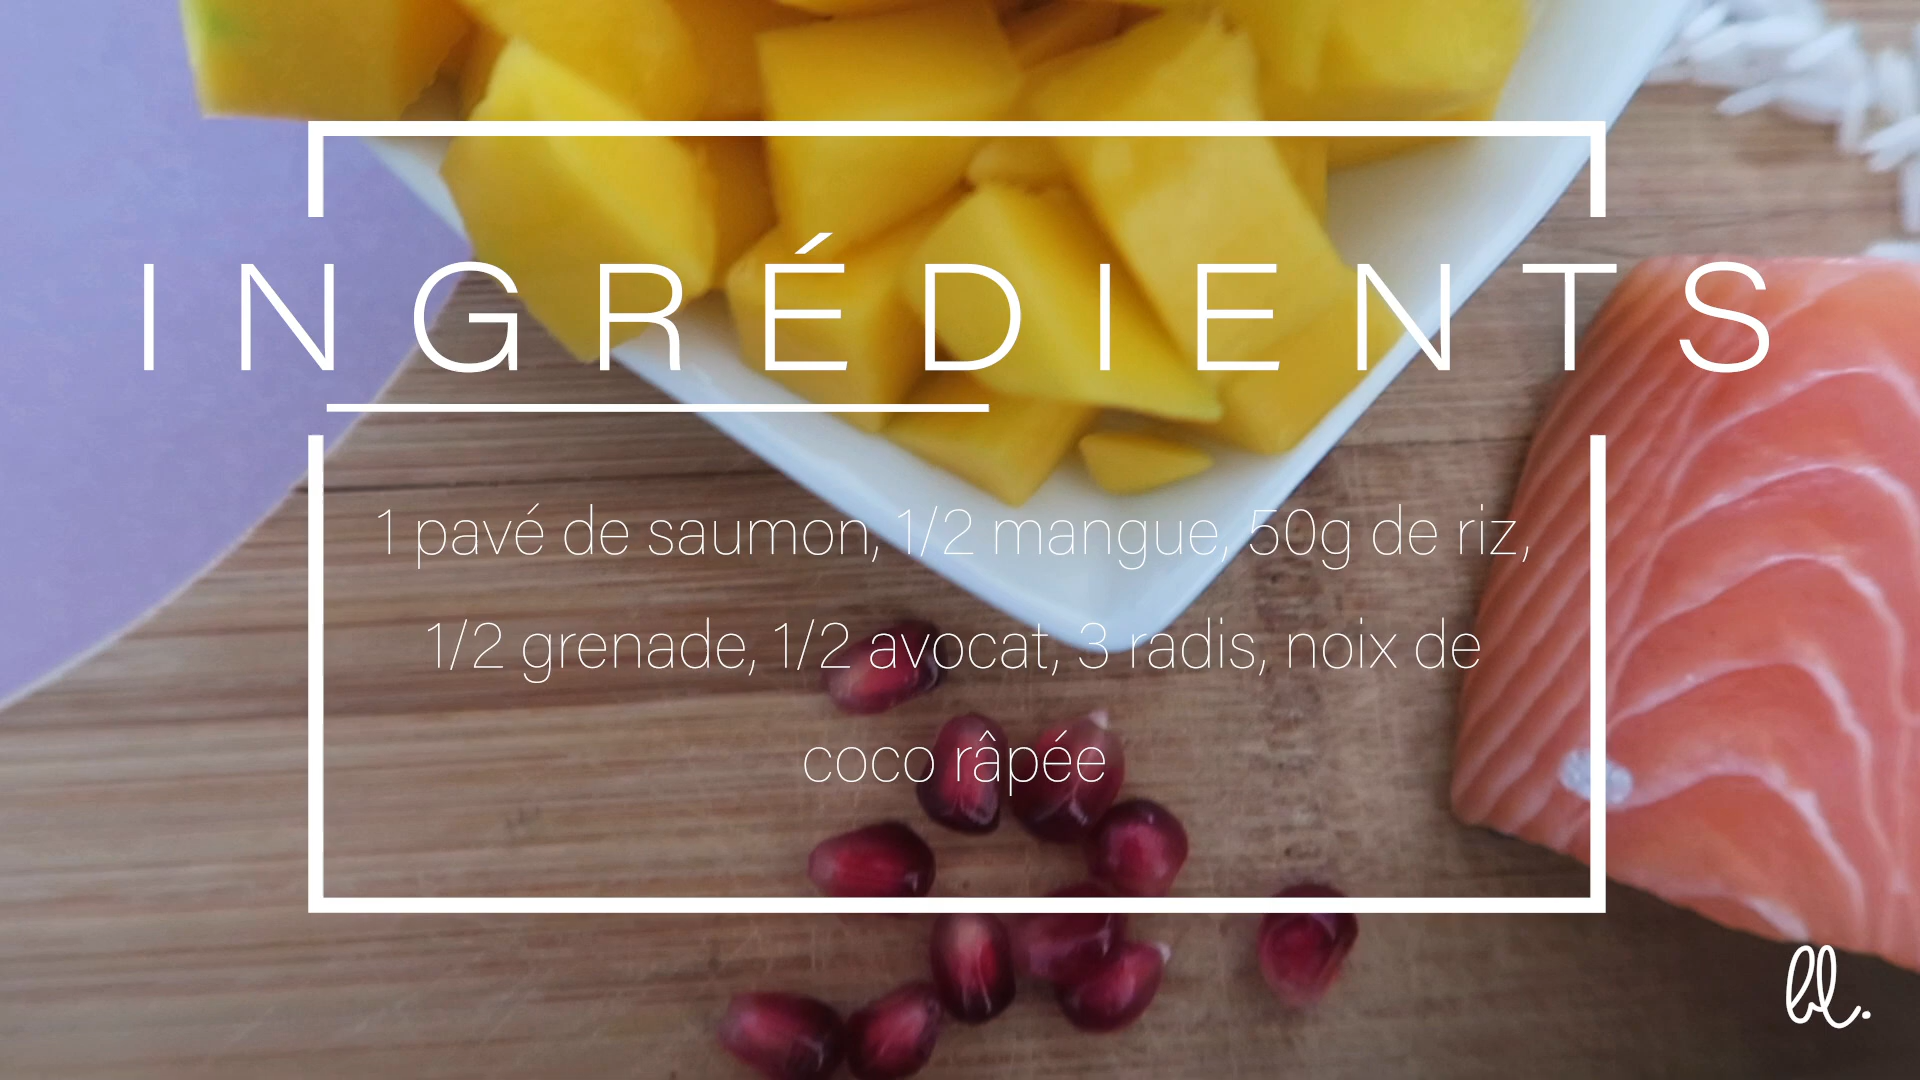 INGRÉDIENTS
1 pavé de saumon, 1/2 mangue, 50g de riz,
1/2 grenade, 1/2 avocat, 3 radis, noix de
coco râpée
ll.